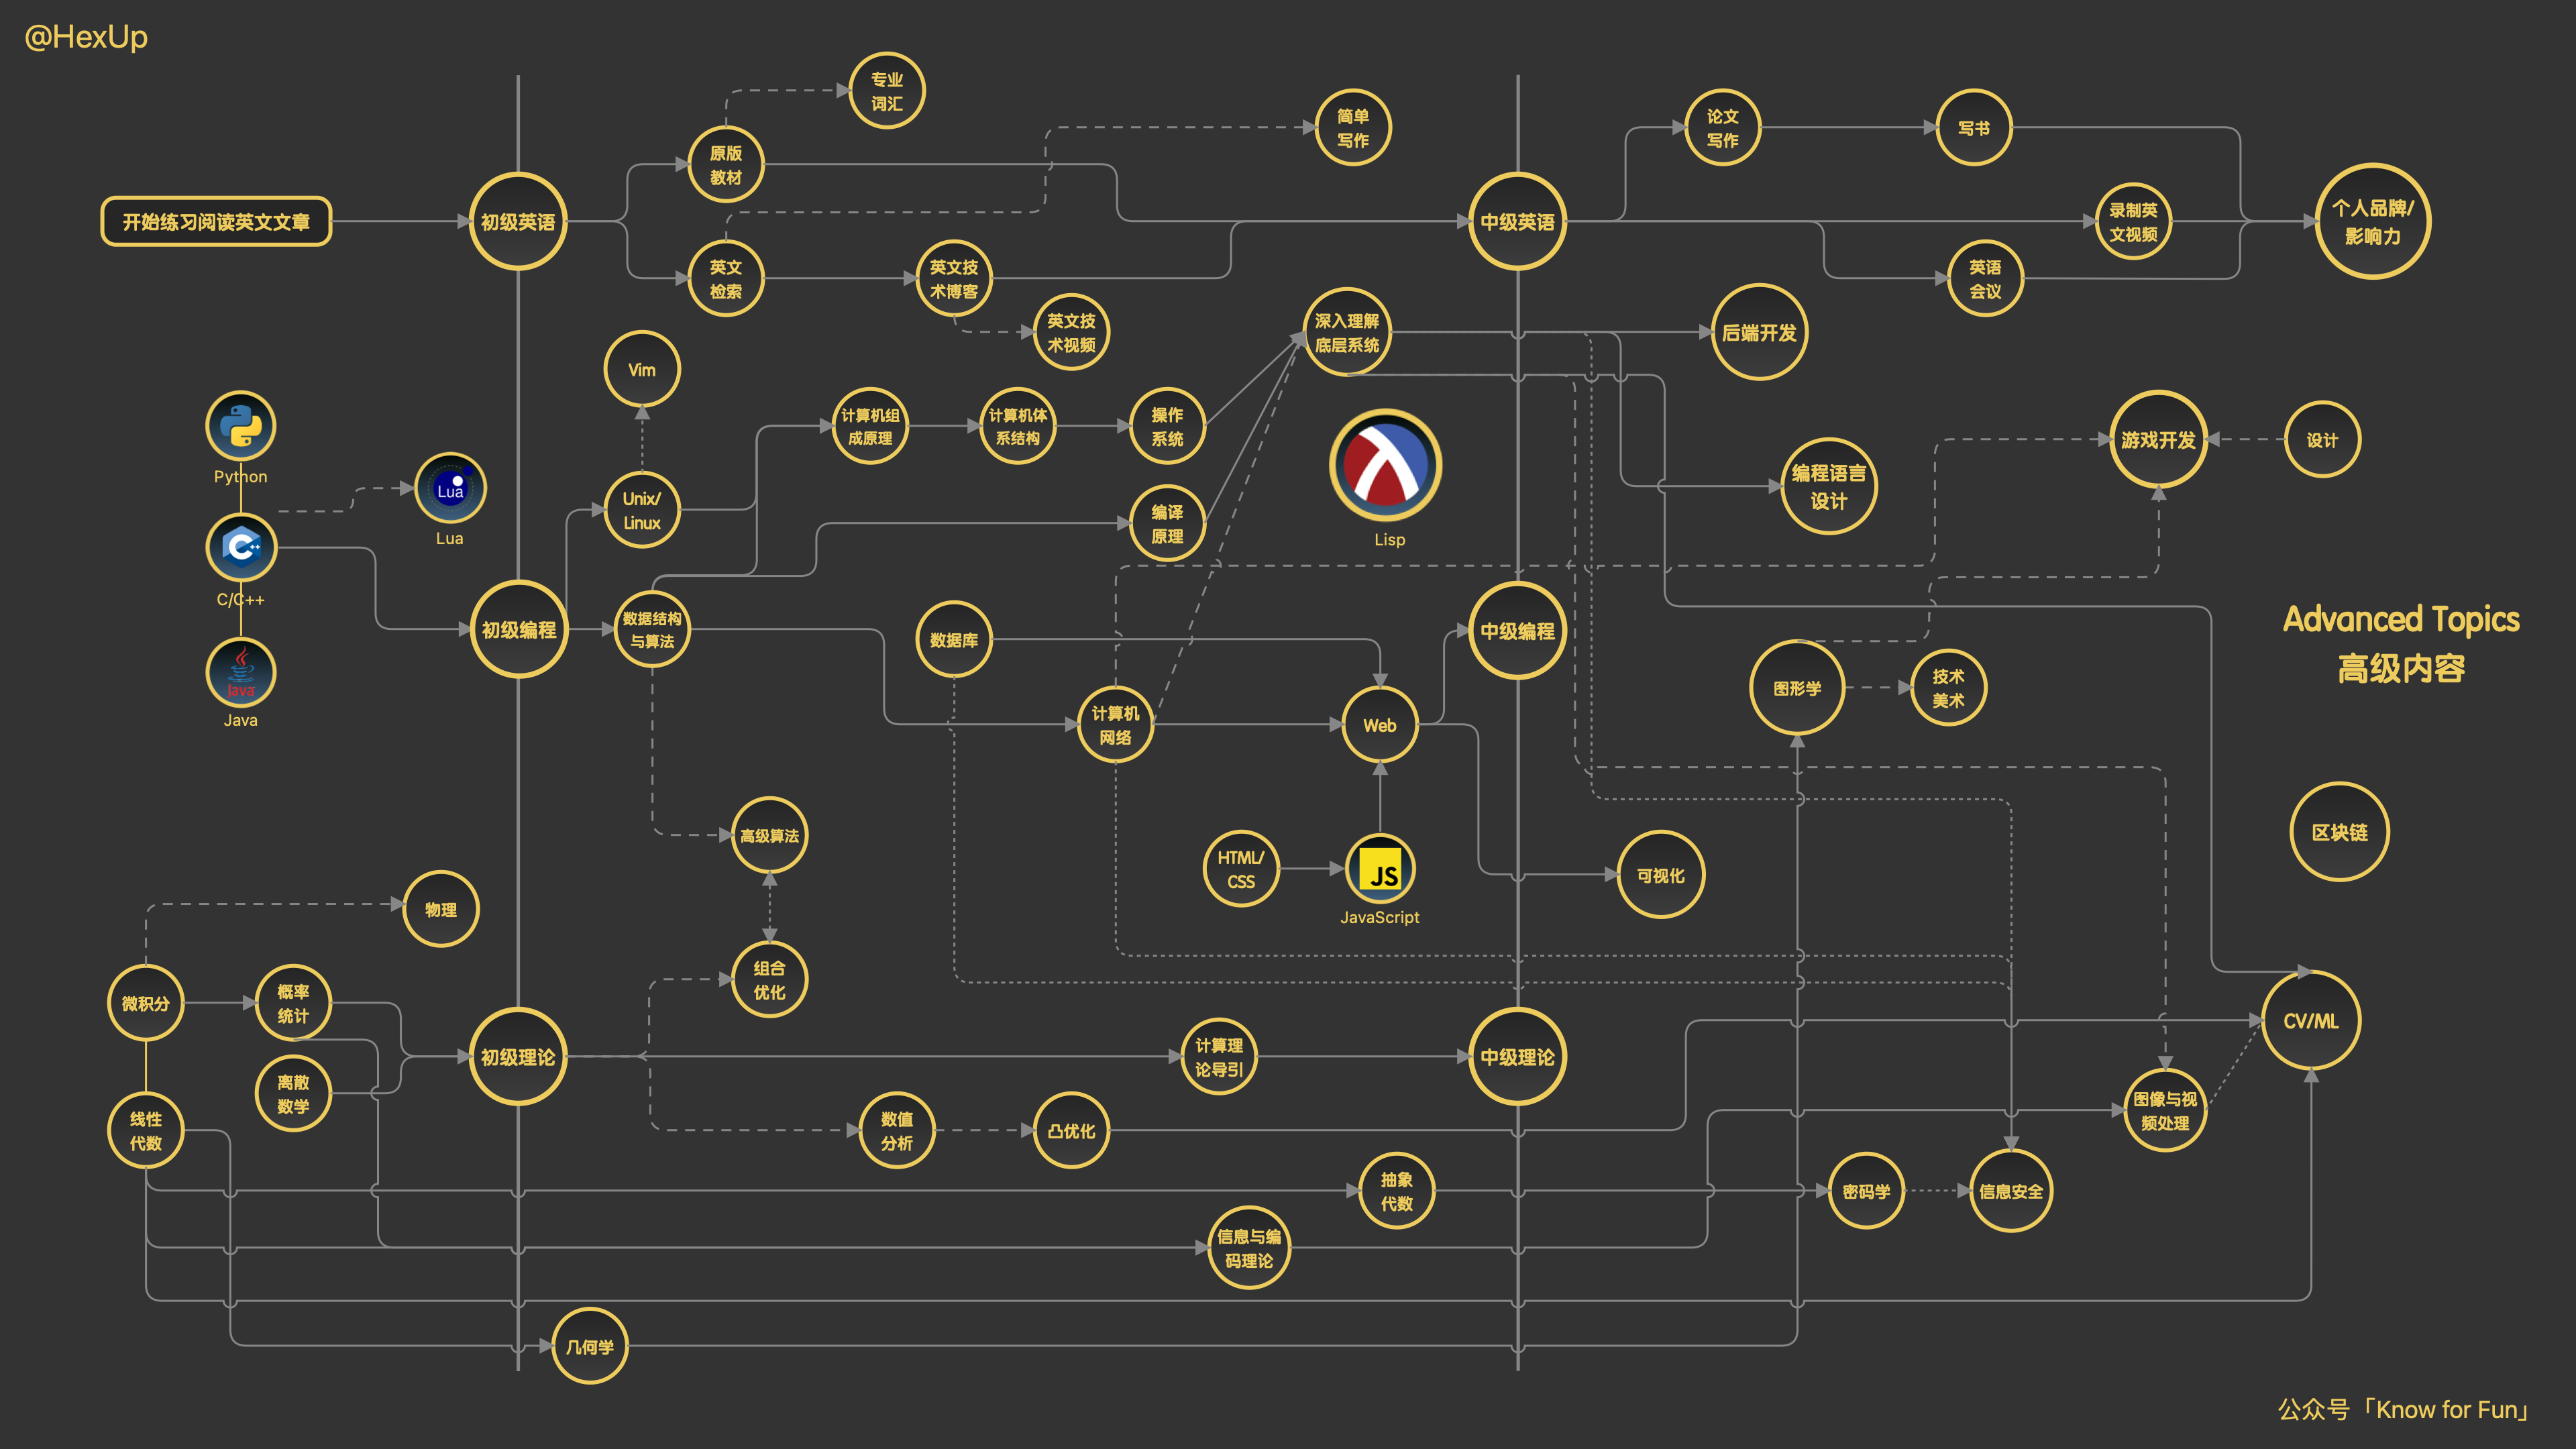 @HexUp
专业
词汇
简单
写作
论文
写作
写书
原版
教材
开始练习阅读英文文章
初级英语
中级英语
录制英
文视频
个人品牌/
影响力
英文
检索
英文技
术博客
英语
会议
英文技
术视频
深入理解
底层系统
后端开发
Vim
Python
计算机组
成原理
计算机体
系结构
操作
系统
游戏开发
设计
Lua
Lua
Unix/
Linux
编译
原理
Lisp
编程语言
设计
C++
C/C++
初级编程
数据结构
与算法
数据库
中级编程
Advanced Topics
高级内容
Java
Java
计算机
网络
Web
图形学
技术
美术
高级算法
HTML/
CSS
JS
JavaScript
可视化
区块链
物理
微积分
概率
统计
组合
优化
离散
数学
初级理论
计算理
论导引
中级理论
CV/ML
线性
代数
数值
分析
凸优化
图像与视
频处理
抽象
代数
密码学
信息安全
信息与编
码理论
几何学
公众号「Know for Fun」